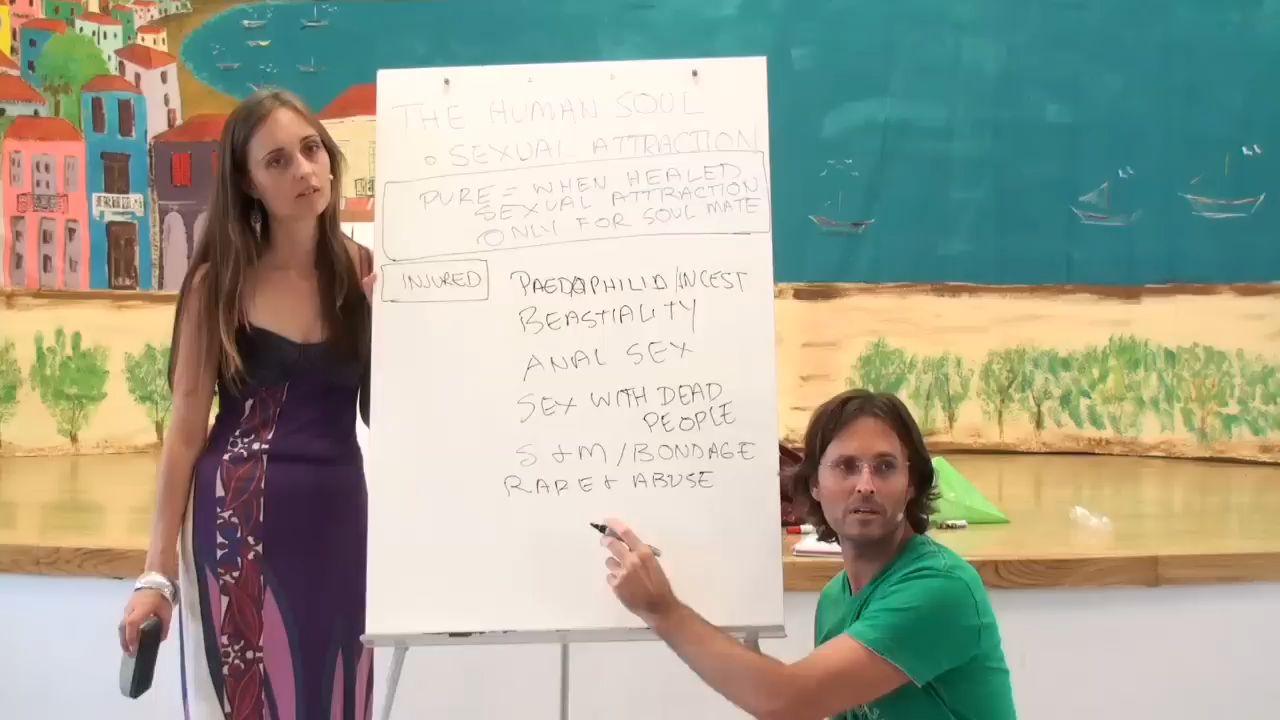 THE HUMAN SOUL
o SEXUAL ATTRACTION
PURE = WHEN HEALED
SEXUAL ATTRACTION
ONLY FOR SOUL MATE
INJURED PAEDOPHILIA/INCEST
BEASTIALITY
ANAL SEX
SEX WITH DEAD
PEOPLE
S + M / BONDAGE
RAPE + ABUSE